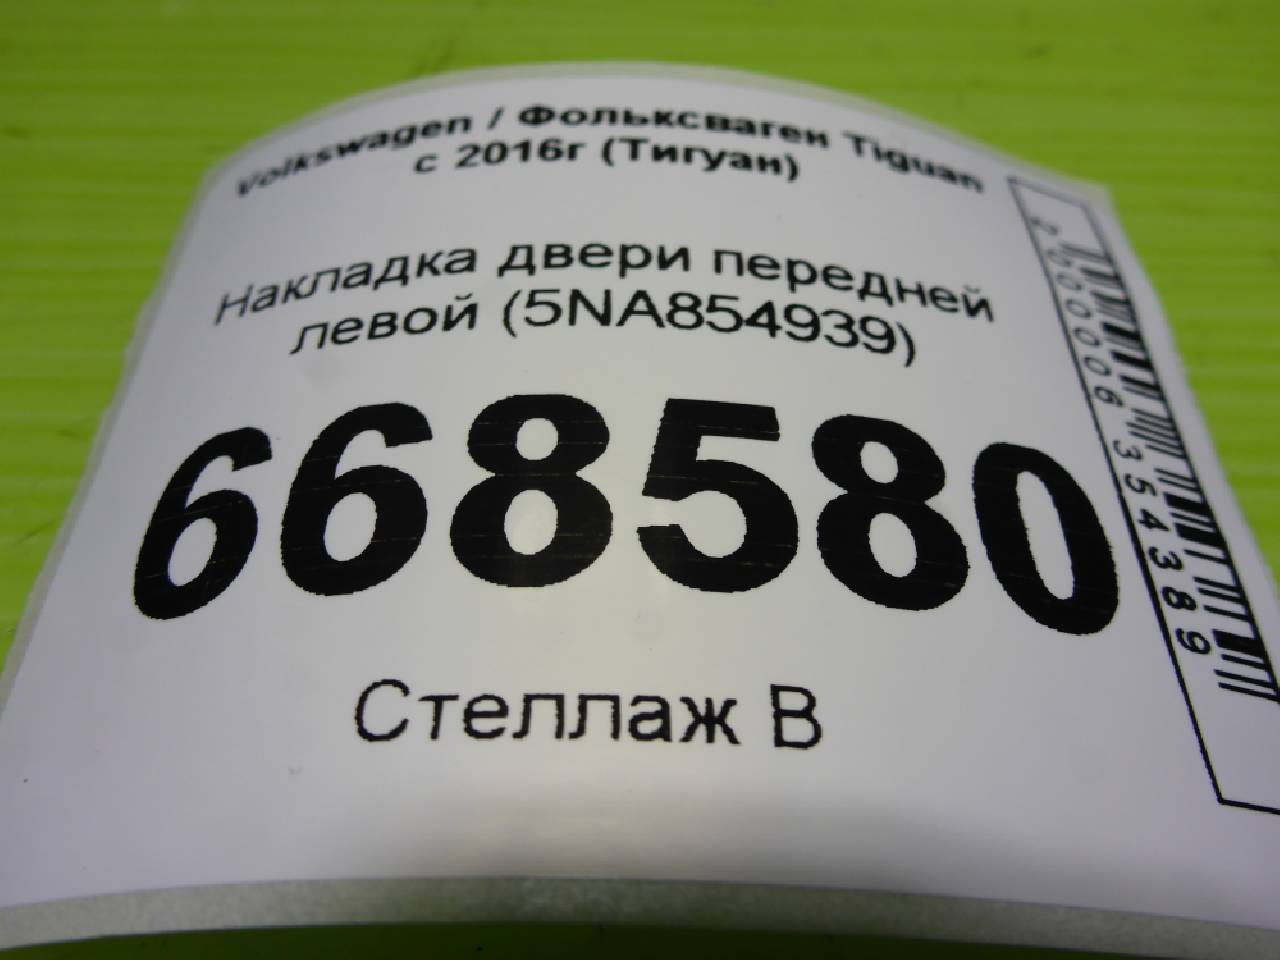 Volkswagen / Фольксваген Tiguan
с 2016г (Тигуан)
Накладка двери передней
левой (5NA854939)
668580
Стеллаж В
2000006354389